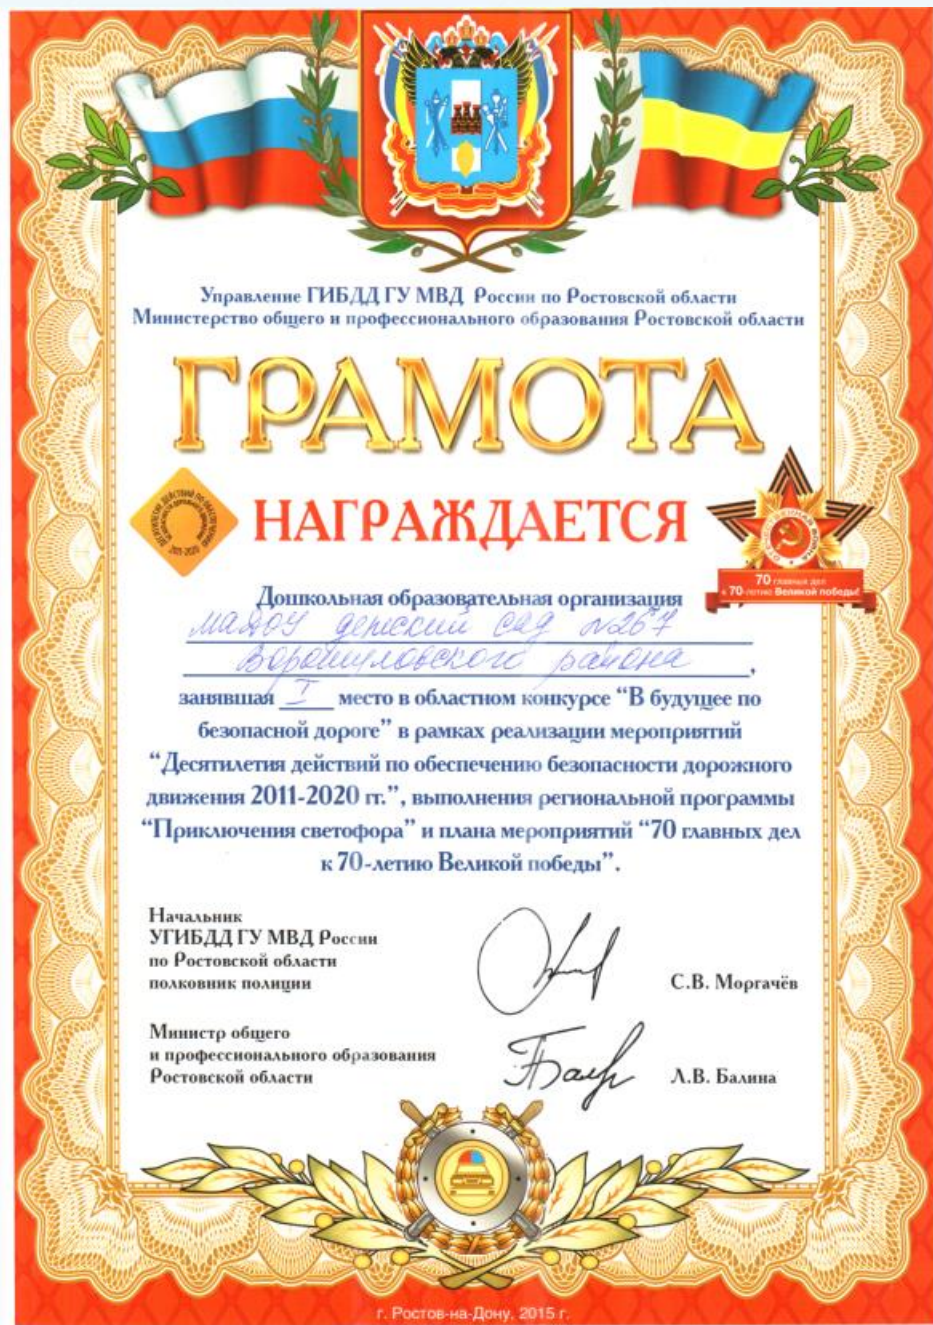 Управление ГИБДД ГУ МВД России по Ростовской области
Министерство общего и профессионального образования Ростовской области
ГРАМОТА
НАГРАЖДАЕТСЯ
2011-2020
70 главных дел
к 70-летию Великой победы!
Дошкольная образовательная организация
МАДОУ детский сад №267
Ворошиловского района,
занявшая I место в областном конкурсе “В будущее по
безопасной дороге” в рамках реализации мероприятий
“Десятилетия действий по обеспечению безопасности дорожного
движения 2011-2020 гг.”, выполнения региональной программы
“Приключения светофора” и плана мероприятий “70 главных дел
к 70-летию Великой победы”.
Начальник
УГИБДД ГУ МВД России
по Ростовской области
полковник полиции
С.В. Моргачёв
Министр общего
и профессионального образования
Ростовской области
Л.В. Балина
г. Ростов-на-Дону, 2015 г.